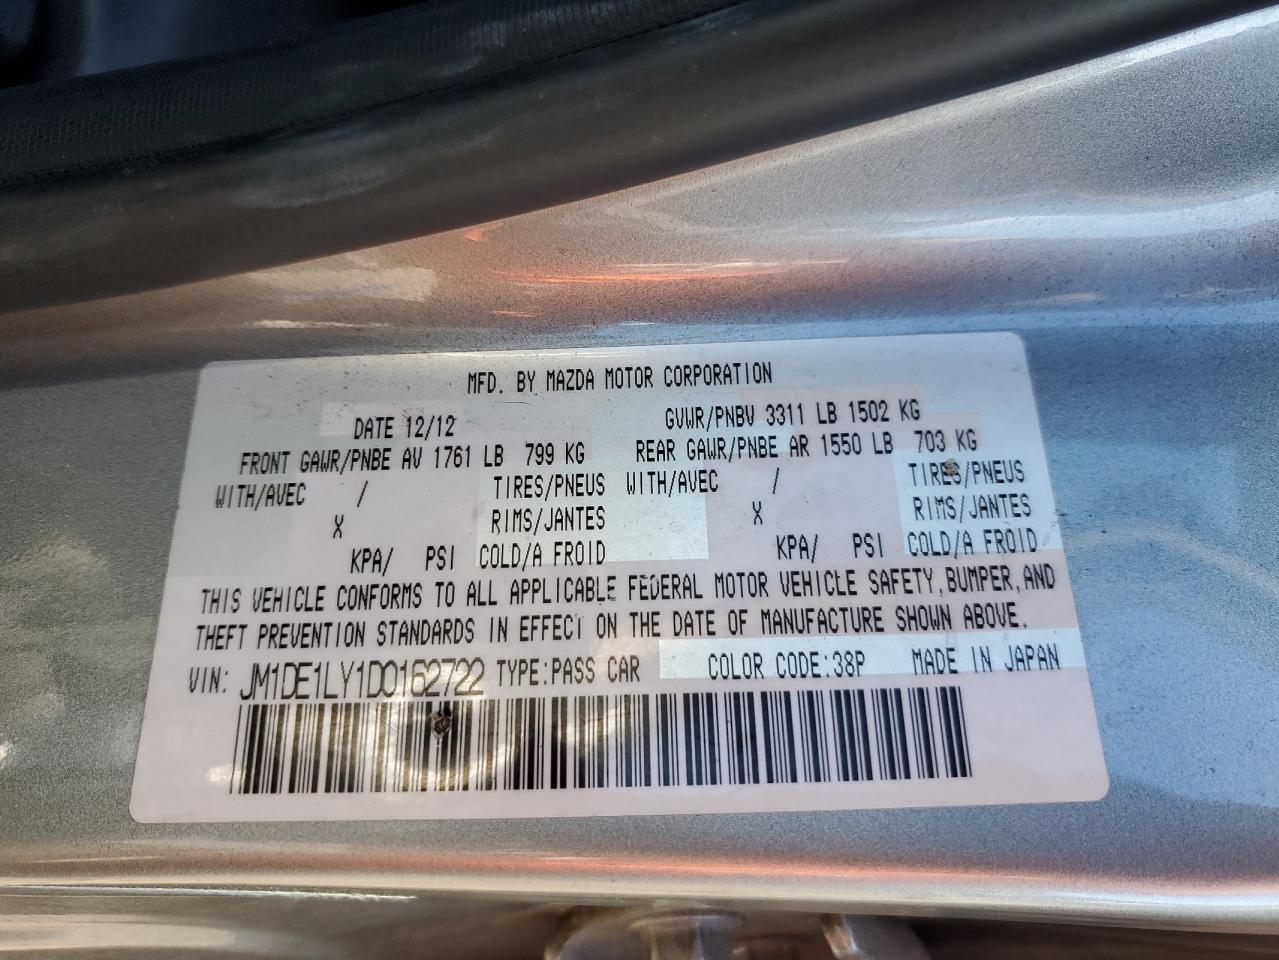 MFD. BY MAZDA MOTOR CORPORATION
DATE 12/12 GVWR/PNBV 3311 LB 1502 KG
FRONT GAWR/PNBE AV 1761 LB 799 KG REAR GAWR/PNBE AR 1550 LB 703 KG
WITH/AVEC / TIRES/PNEUS WITH/AVEC / TIRES/PNEUS
X RIMS/JANTES X RIMS/JANTES
KPA/ PSI COLD/A FROID KPA/ PSI COLD/A FROID
THIS VEHICLE CONFORMS TO ALL APPLICABLE FEDERAL MOTOR VEHICLE SAFETY, BUMPER, AND
THEFT PREVENTION STANDARDS IN EFFECT ON THE DATE OF MANUFACTURE SHOWN ABOVE.
VIN: JM1DE1LY1D0162722 TYPE: PASS CAR COLOR CODE: 38P MADE IN JAPAN